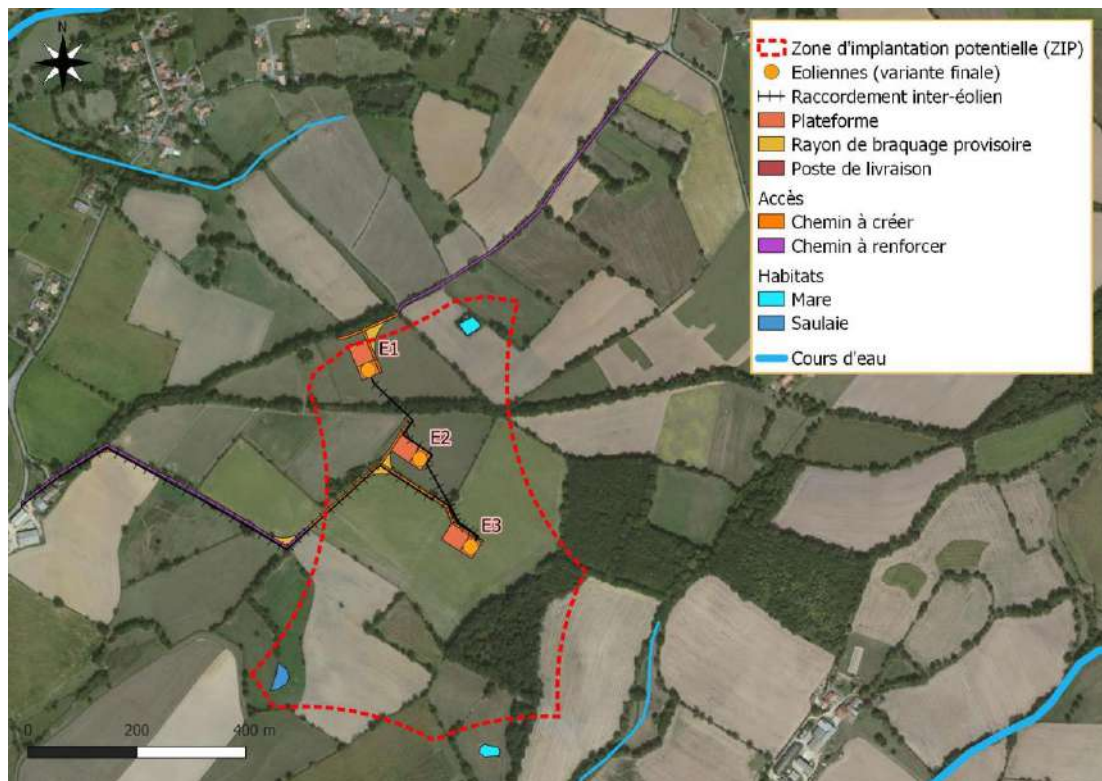 N
Zone d'implantation potentielle (ZIP)
Eoliennes (variante finale)
Raccordement inter-éolien
Plateforme
Rayon de braquage provisoire
Poste de livraison
Accès
Chemin à créer
Chemin à renforcer
Habitats
Mare
Saulaie
Cours d'eau
E1
E2
E3
0 200 400 m